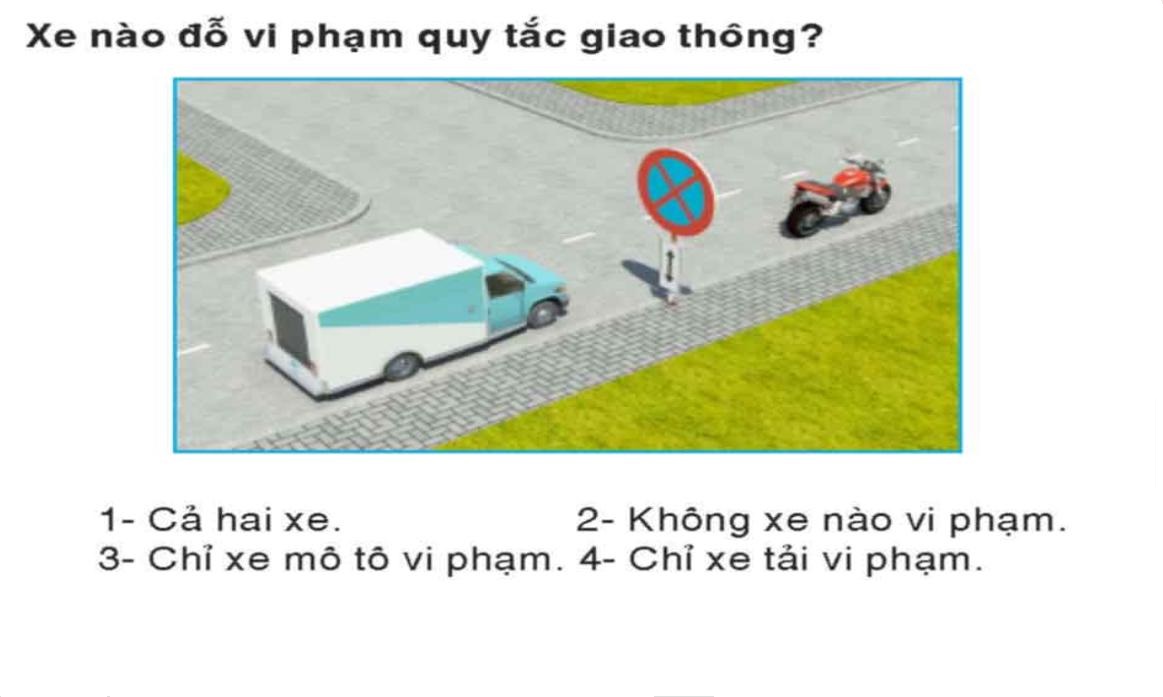 Xe nào đỗ vi phạm quy tắc giao thông?
1- Cả hai xe. 2- Không xe nào vi phạm.
3- Chỉ xe mô tô vi phạm. 4- Chỉ xe tải vi phạm.